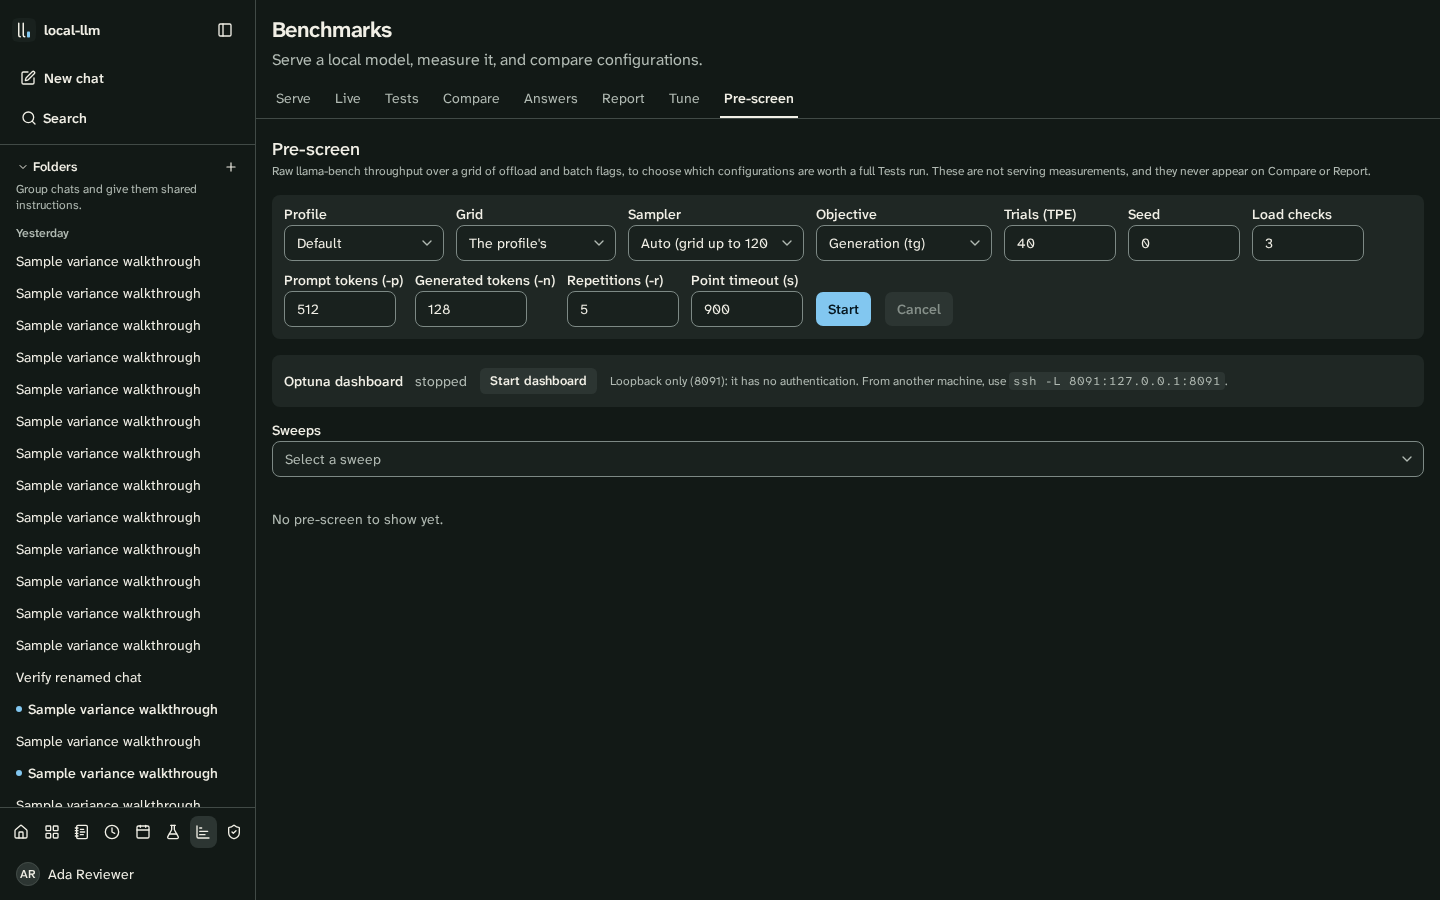 local-llm
New chat
Search
Folders
Group chats and give them shared
instructions.
Yesterday
Sample variance walkthrough
Sample variance walkthrough
Sample variance walkthrough
Sample variance walkthrough
Sample variance walkthrough
Sample variance walkthrough
Sample variance walkthrough
Sample variance walkthrough
Sample variance walkthrough
Sample variance walkthrough
Sample variance walkthrough
Sample variance walkthrough
Sample variance walkthrough
Verify renamed chat
Sample variance walkthrough
Sample variance walkthrough
Sample variance walkthrough
Sample variance walkthrough
AR Ada Reviewer
Benchmarks
Serve a local model, measure it, and compare configurations.
Serve Live Tests Compare Answers Report Tune Pre-screen
Pre-screen
Raw llama-bench throughput over a grid of offload and batch flags, to choose which configurations are worth a full Tests run. These are not serving measurements, and they never appear on Compare or Report.
Profile Grid Sampler Objective Trials (TPE) Seed Load checks
Default The profile's Auto (grid up to 120 Generation (tg) 40 0 3
Prompt tokens (-p) Generated tokens (-n) Repetitions (-r) Point timeout (s)
512 128 5 900 Start Cancel
Optuna dashboard stopped Start dashboard Loopback only (8091): it has no authentication. From another machine, use ssh -L 8091:127.0.0.1:8091.
Sweeps
Select a sweep
No pre-screen to show yet.